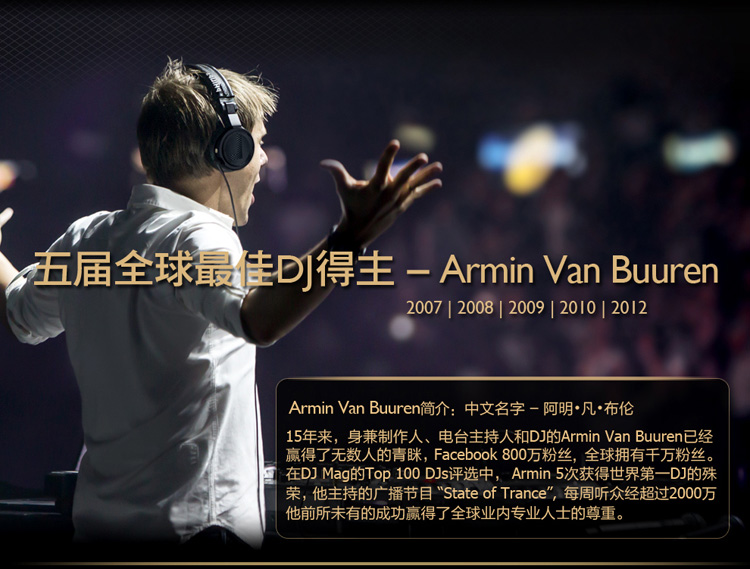 五届全球最佳DJ得主 – Armin Van Buuren
2007 | 2008 | 2009 | 2010 | 2012
Armin Van Buuren简介：中文名字 – 阿明•凡•布伦
15年来，身兼制作人、电台主持人和DJ的Armin Van Buuren已经
赢得了无数人的青眯，Facebook 800万粉丝，全球拥有千万粉丝。
在DJ Mag的Top 100 DJs评选中， Armin 5次获得世界第一DJ的殊
荣，他主持的广播节目 “State of Trance”，每周听众经超过2000万
他前所未有的成功赢得了全球业内专业人士的尊重。